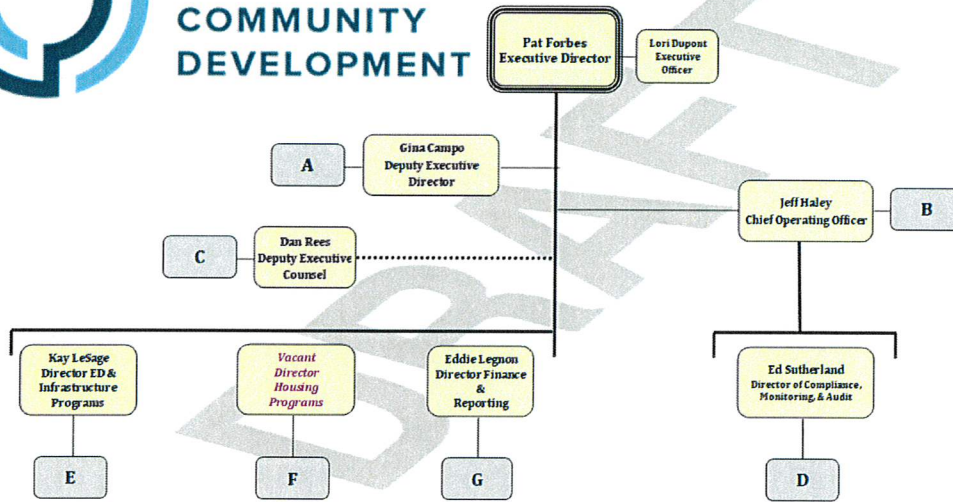 COMMUNITY
DEVELOPMENT
Pat Forbes
Executive Director
Lori Dupont
Executive
Officer
A
Gina Campo
Deputy Executive
Director
Jeff Haley
Chief Operating Officer
B
C
Dan Rees
Deputy Executive
Counsel
Kay LeSage
Director ED &
Infrastructure
Programs
Vacant
Director
Housing
Programs
Eddie Legnon
Director Finance
&
Reporting
Ed Sutherland
Director of Compliance,
Monitoring, & Audit
E
F
G
D
DRAFT